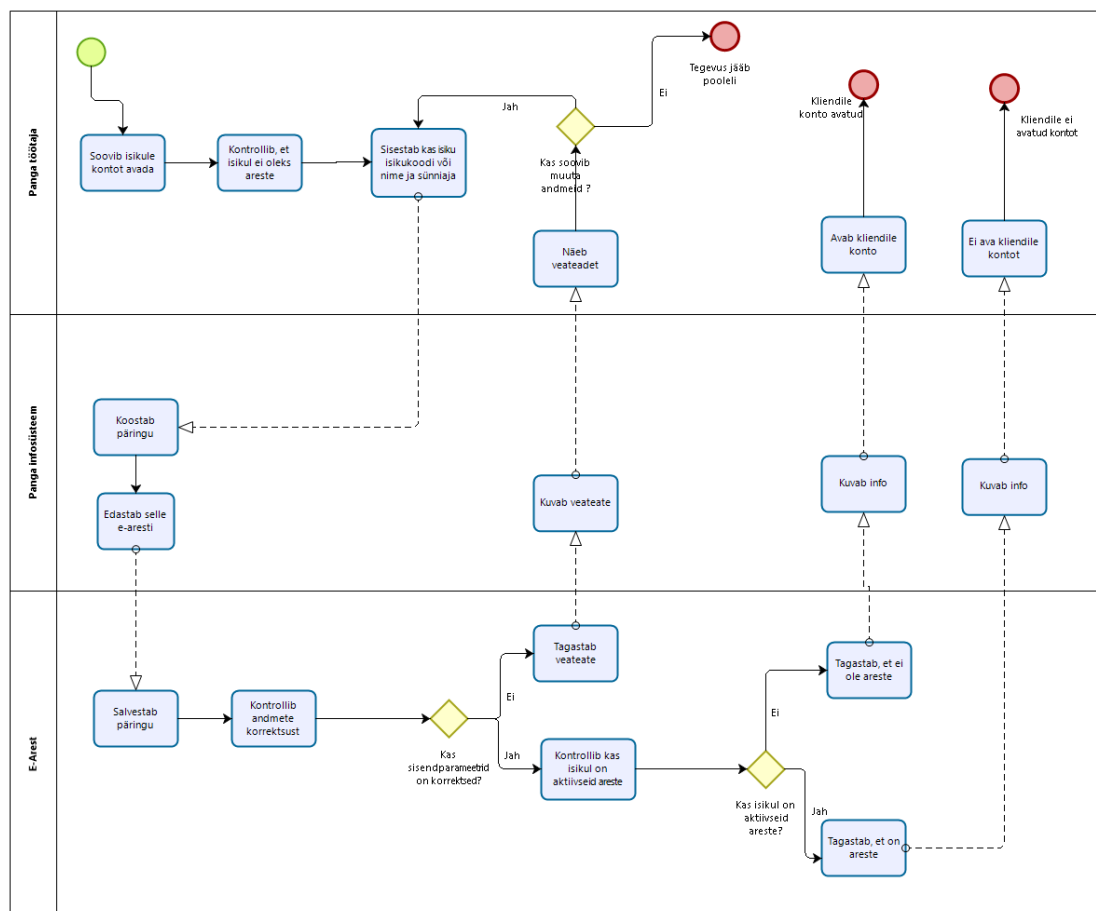 Panga töötaja
Soovib isikule
kontot avada
Kontrollib, et
isikul ei oleks
areste
Sisestab kas isiku
isikukoodi või
nime ja sünniaja
Jah
Ei
Kas soovib
muuta
andmeid ?
Näeb
veateadet
Tegevus jääb
pooleli
Kliendile
konto avatud
Kliendile ei
avatud kontot
Avab kliendile
konto
Ei ava kliendile
kontot
Panga infosüsteem
Koostab
päringu
Edastab selle
e-aresti
Kuvab veateate
Kuvab info
Kuvab info
E-Arest
Salvestab
päringu
Kontrollib
andmete
korrektsust
Kas
sisendparameetrid
on korrektsed?
Ei
Jah
Tagastab
veateate
Kontrollib kas
isikul on
aktiivseid areste
Kas isikul on
aktiivseid
areste?
Ei
Jah
Tagastab, et ei
ole areste
Tagastab, et on
areste